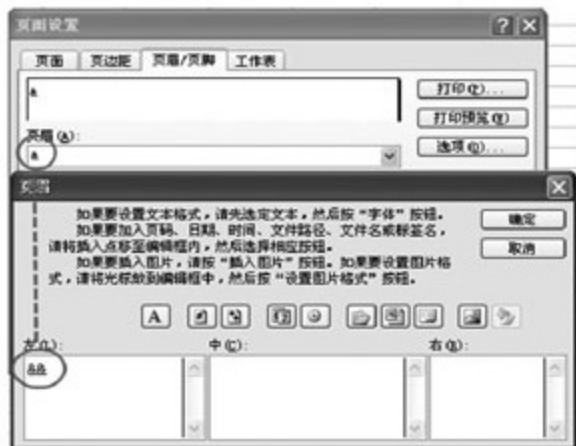 页面设置
页面 页边距 页眉/页脚 工作表
&
打印(P)...
打印预览(W)
页眉(A):
&
选项(O)...
页眉
如果要设置文本格式，请先选定文本，然后按“字体”按钮。
如果要加入页码、日期、时间、文件路径、文件名或标签名，
请将插入点移至编辑框内，然后选择相应按钮。
如果要插入图片，请按“插入图片”按钮。如果要设置图片格
式，请将光标放到编辑框中，然后按“设置图片格式”按钮。
确定
取消
A
左(L): 中(C): 右(R):
&&